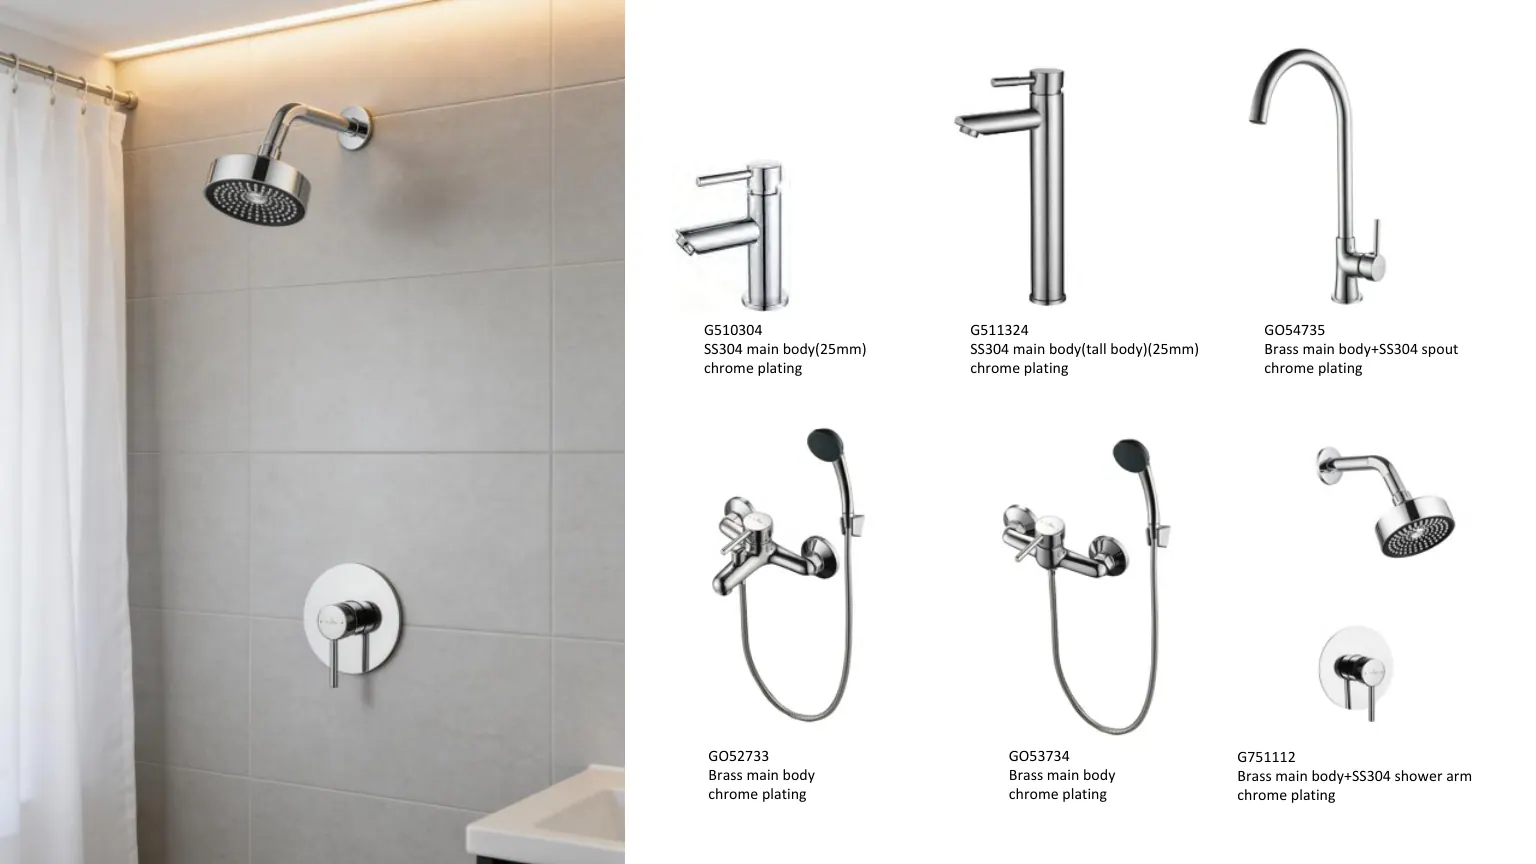 G510304
SS304 main body(25mm)
chrome plating
G511324
SS304 main body(tall body)(25mm)
chrome plating
GO54735
Brass main body+SS304 spout
chrome plating
GO52733
Brass main body
chrome plating
GO53734
Brass main body
chrome plating
G751112
Brass main body+SS304 shower arm
chrome plating